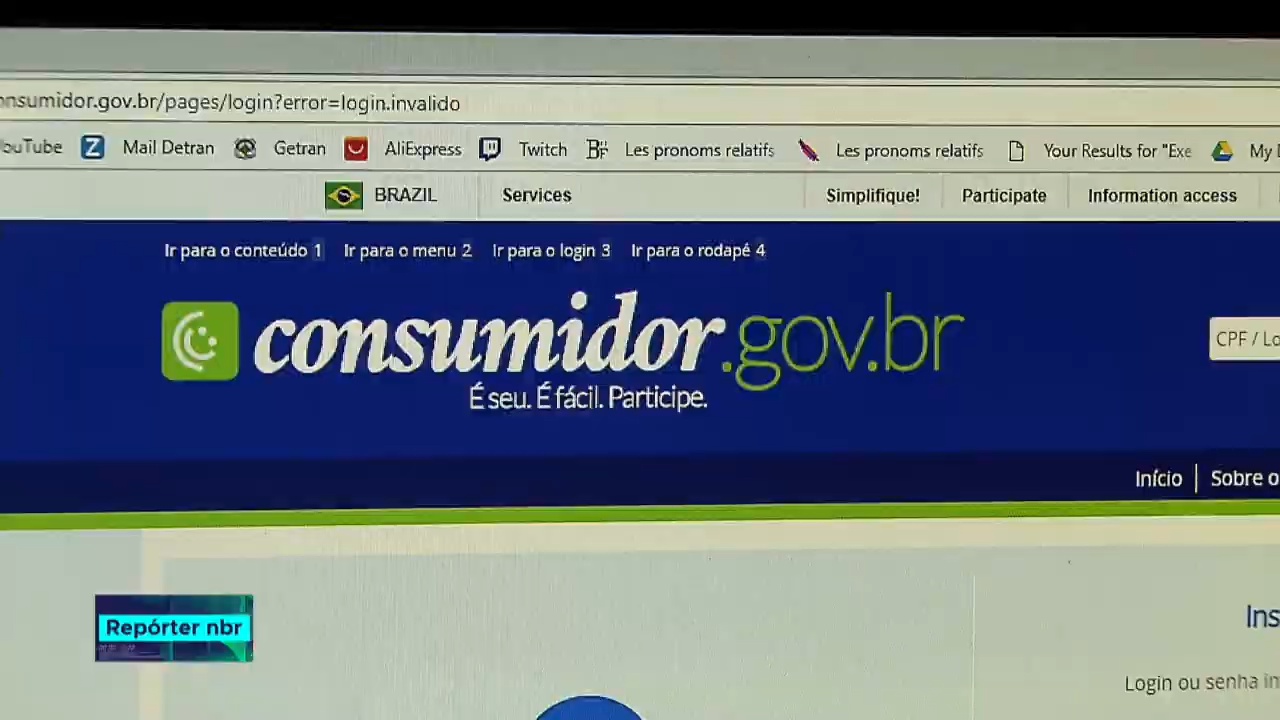 onsumidor.gov.br/pages/login?error=login.invalido
YouTube Mail Detran Getran AliExpress Twitch Les pronoms relatifs Les pronoms relatifs Your Results for "Exe My
BRAZIL Services Simplifique! Participate Information access
Ir para o conteúdo 1 Ir para o menu 2 Ir para o login 3 Ir para o rodapé 4
consumidor.gov.br
CPF / Lo
É seu. É fácil. Participe.
Início Sobre o
Repórter nbr
Ins
Login ou senha in